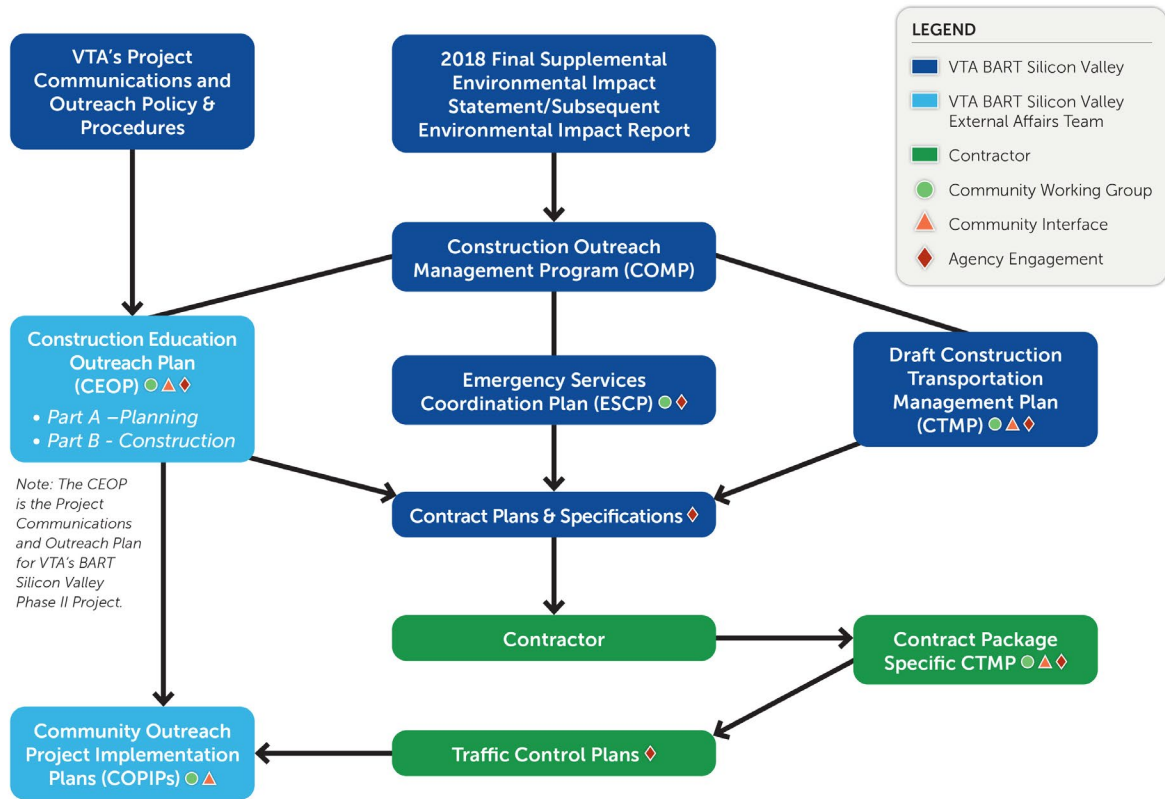 VTA's Project
Communications and
Outreach Policy &
Procedures
2018 Final Supplemental
Environmental Impact
Statement/Subsequent
Environmental Impact Report
LEGEND
VTA BART Silicon Valley
VTA BART Silicon Valley
External Affairs Team
Contractor
Community Working Group
Community Interface
Agency Engagement
Construction Outreach
Management Program (COMP)
Construction Education
Outreach Plan
(CEOP)
• Part A –Planning
• Part B - Construction
Emergency Services
Coordination Plan (ESCP)
Draft Construction
Transportation
Management Plan
(CTMP)
Note: The CEOP
is the Project
Communications
and Outreach Plan
for VTA's BART
Silicon Valley
Phase II Project.
Contract Plans & Specifications
Contractor
Contract Package
Specific CTMP
Community Outreach
Project Implementation
Plans (COPIPs)
Traffic Control Plans